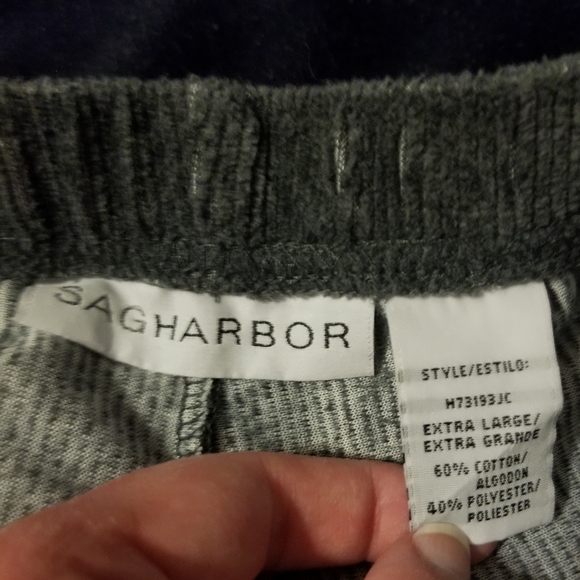 SAGHARBOR
STYLE/ESTILO:
H73193JC
EXTRA LARGE/
EXTRA GRANDE
60% COTTON/
ALGODON
40% POLYESTER/
POLIESTER